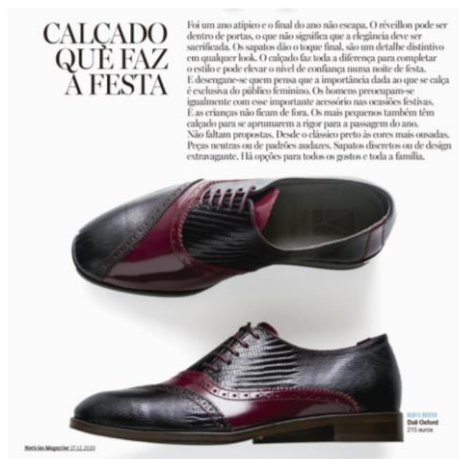 CALÇADO
QUE FAZ
A FESTA
Foi um ano atípico e o final do ano não escapa. O réveillon pode ser
dentro de portas, o que não significa que a elegância deve ser
sacrificada. Os sapatos dão o toque final, são um detalhe distintivo
em qualquer look. O calçado faz toda a diferença para completar
o estilo e pode elevar o nível de confiança numa noite de festa.
E desengane-se quem pensa que a importância dada ao que se calça
é exclusiva do público feminino. Os homens preocupam-se
igualmente com esse importante acessório nas ocasiões festivas.
E as crianças não ficam de fora. Os mais pequenos também têm
calçado para se aprumarem a rigor para a passagem do ano.
Não faltam propostas. Desde o clássico preto às cores mais ousadas.
Peças neutras ou de padrões audazes. Sapatos discretos ou de design
extravagante. Há opções para todos os gostos e toda a família.
Dalí Oxford
215 euros
Notícias Magazine 27.12.2020